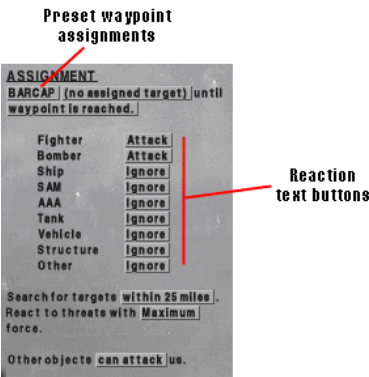 Preset waypoint
assignments
ASSIGNMENT
BARCAP (no assigned target) until
waypoint is reached.
Fighter Attack
Bomber Attack
Ship Ignore
SAM Ignore
AAA Ignore
Tank Ignore
Vehicle Ignore
Structure Ignore
Other Ignore
Reaction
text buttons
Search for targets within 25 miles.
React to threats with Maximum
force.
Other objects can attack us.